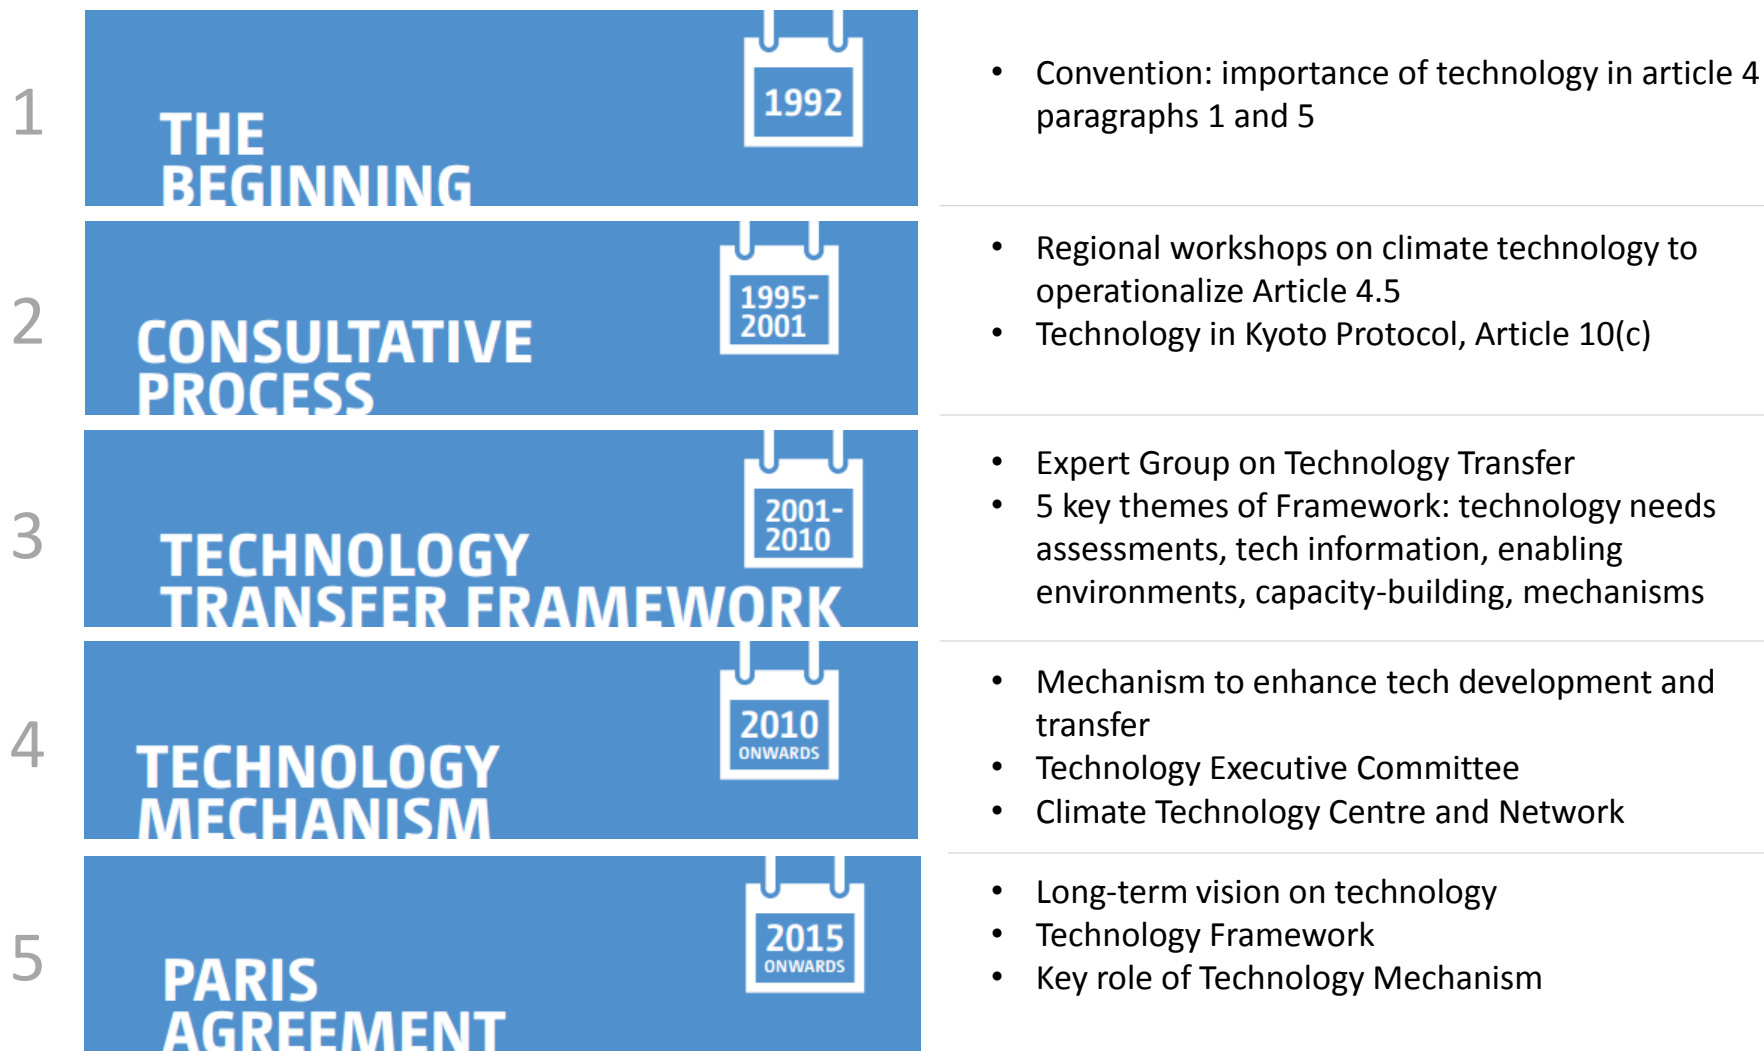 1
THE
BEGINNING
1992
• Convention: importance of technology in article 4
paragraphs 1 and 5
2
CONSULTATIVE
PROCESS
1995-
2001
• Regional workshops on climate technology to
operationalize Article 4.5
• Technology in Kyoto Protocol, Article 10(c)
3
TECHNOLOGY
TRANSFER FRAMEWORK
2001-
2010
• Expert Group on Technology Transfer
• 5 key themes of Framework: technology needs
assessments, tech information, enabling
environments, capacity-building, mechanisms
4
TECHNOLOGY
MECHANISM
2010
ONWARDS
• Mechanism to enhance tech development and
transfer
• Technology Executive Committee
• Climate Technology Centre and Network
5
PARIS
AGREEMENT
2015
ONWARDS
• Long-term vision on technology
• Technology Framework
• Key role of Technology Mechanism